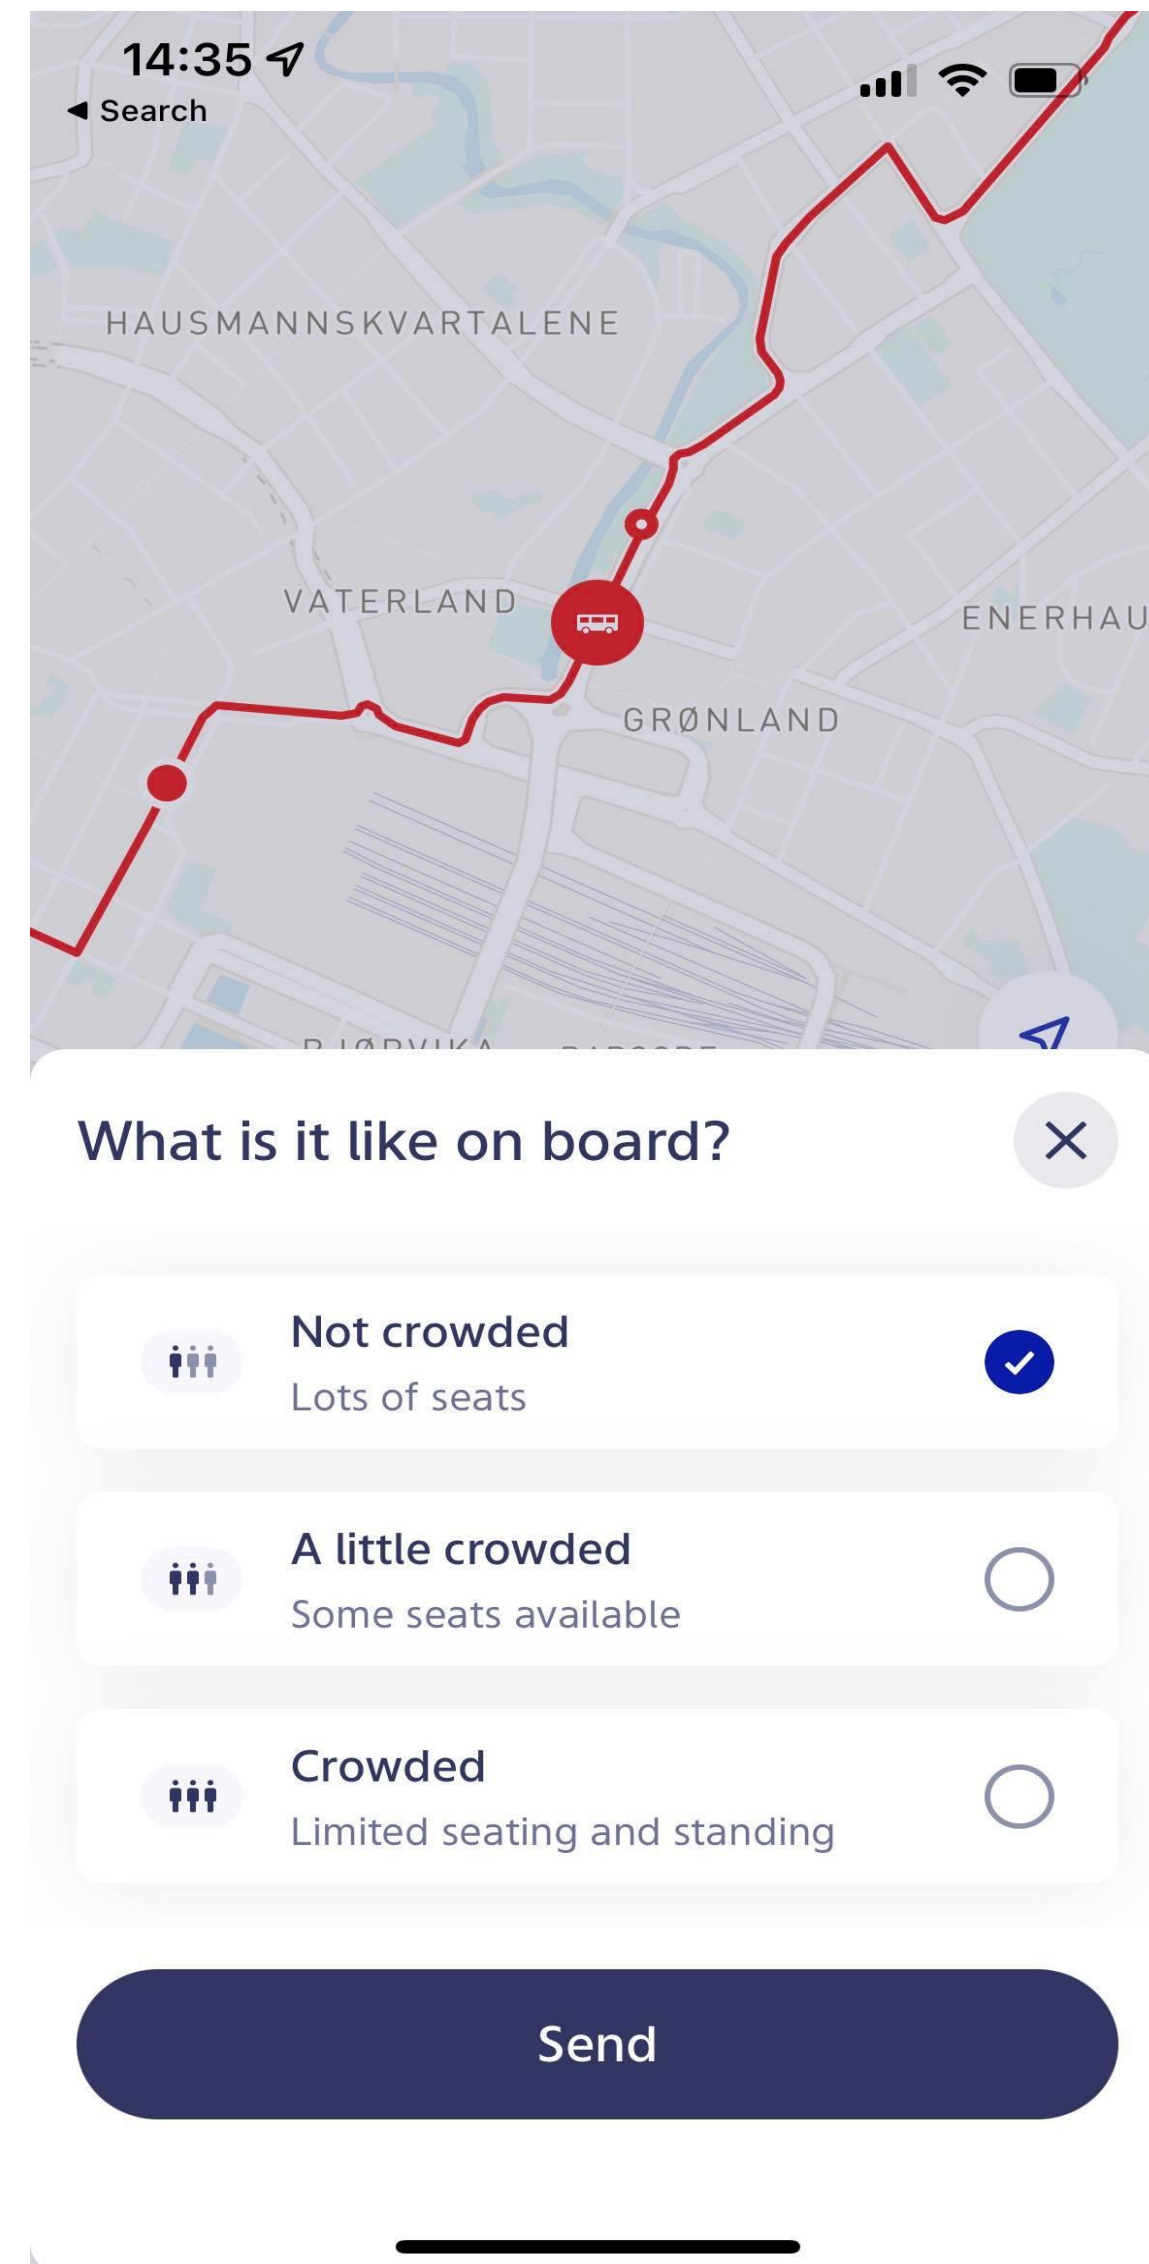 14:35
◀ Search
HAUSMANNSKVARTALENE
VATERLAND
ENERHAU
GRØNLAND
What is it like on board?
Not crowded
Lots of seats
A little crowded
Some seats available
Crowded
Limited seating and standing
Send